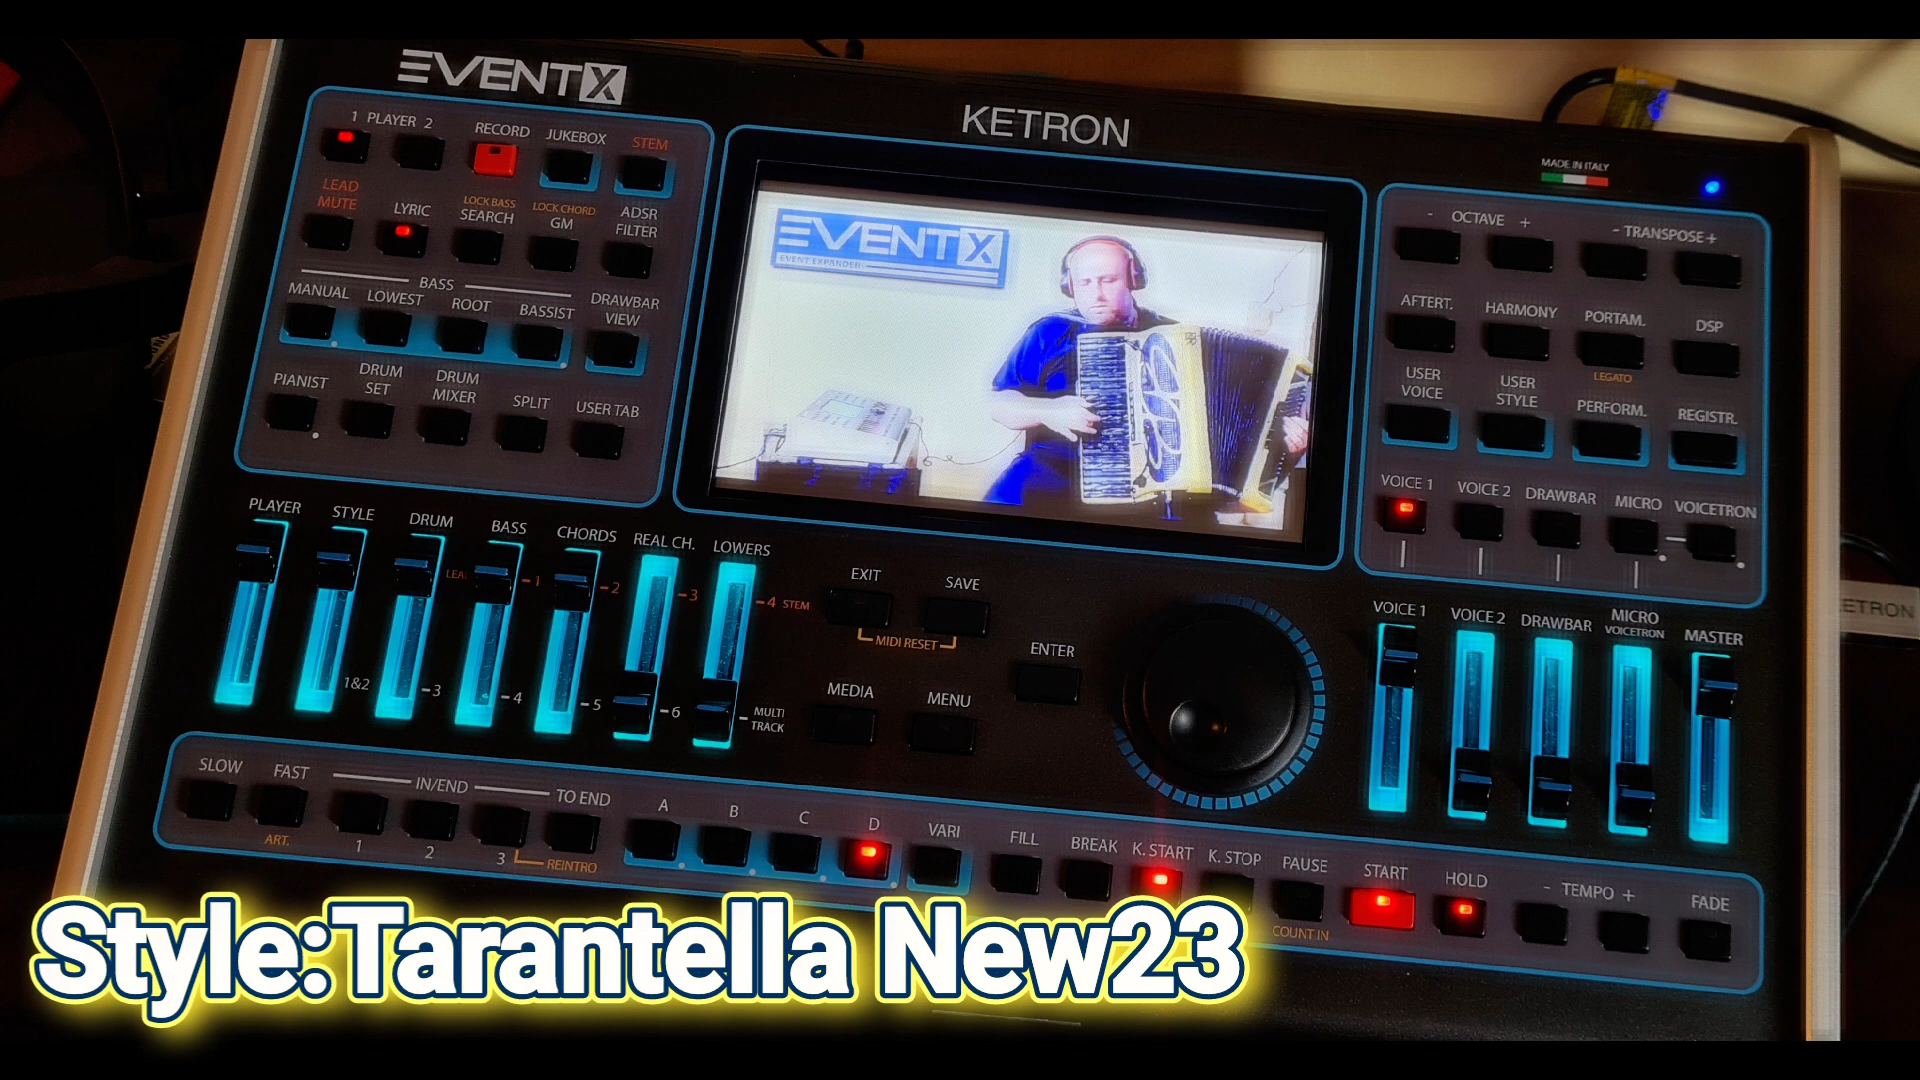 EVENTX
KETRON
MADE IN ITALY
1 PLAYER 2
RECORD
JUKEBOX
STEM
LEAD MUTE
LYRIC
LOCK BASS
SEARCH
LOCK CHORD
GM
ADSR FILTER
BASS
MANUAL
LOWEST
ROOT
BASSIST
DRAWBAR VIEW
PIANIST
DRUM SET
DRUM MIXER
SPLIT
USER TAB
EVENTX
EVENT EXPANDER
- OCTAVE +
- TRANSPOSE +
AFTERT.
HARMONY
PORTAM.
DSP
LEGATO
USER VOICE
USER STYLE
PERFORM.
REGISTR.
VOICE 1
VOICE 2
DRAWBAR
MICRO
VOICETRON
PLAYER
STYLE
DRUM
BASS
CHORDS
REAL CH.
LOWERS
1
2
3
4 STEM
1&2
3
4
5
6
MULTI TRACK
EXIT
SAVE
MIDI RESET
ENTER
MEDIA
MENU
VOICE 1
VOICE 2
DRAWBAR
MICRO
VOICETRON
MASTER
ETRON
SLOW
FAST
IN/END
TO END
A
B
C
D
VARI
FILL
BREAK
K. START
K. STOP
PAUSE
START
HOLD
- TEMPO +
FADE
ART.
1
2
3
REINTRO
COUNT IN
Style:Tarantella New23